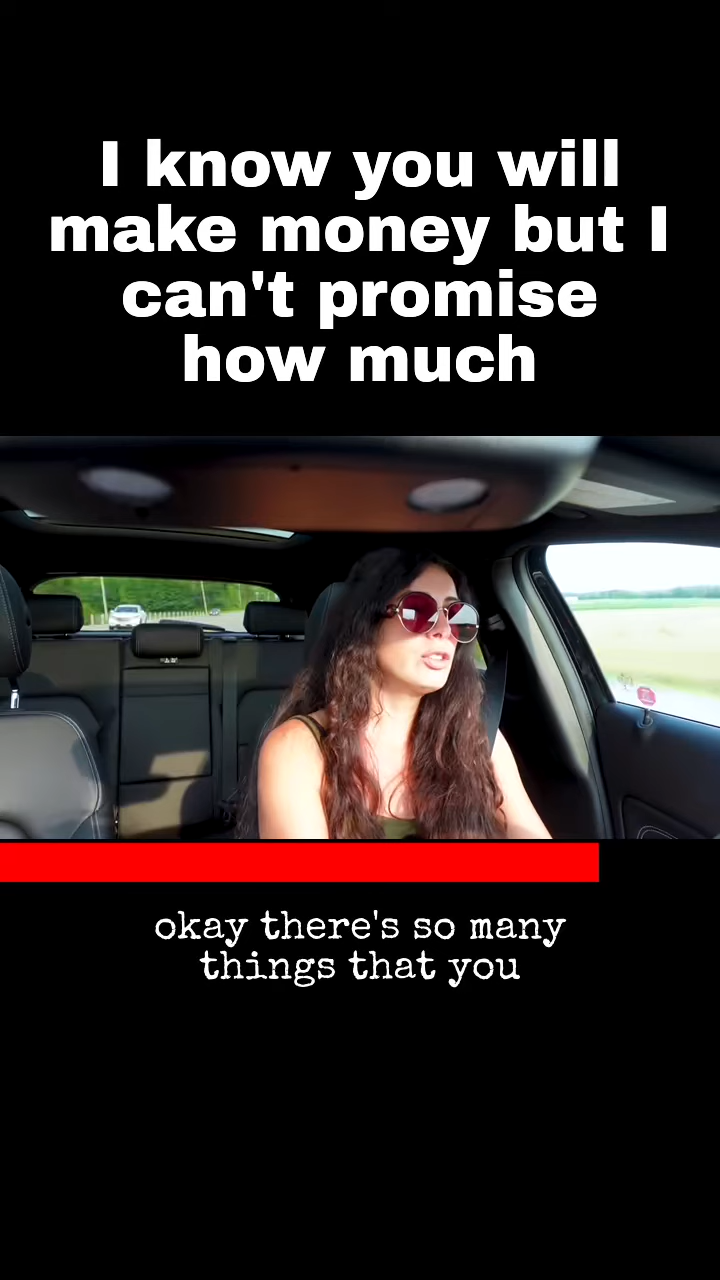 I know you will
make money but I
can't promise
how much
okay there's so many
things that you